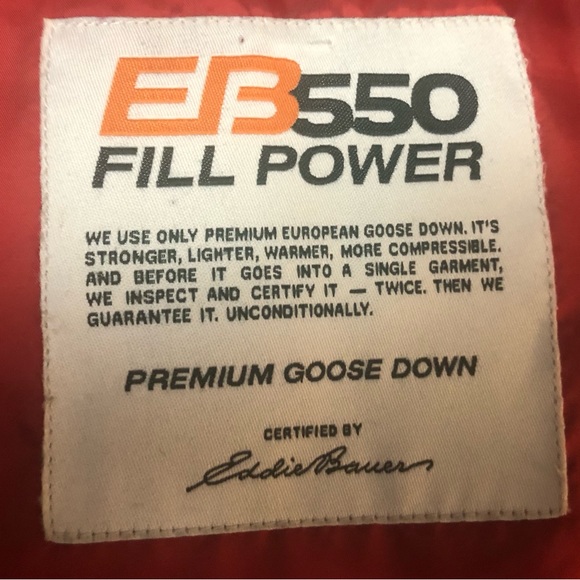 EB550
FILL POWER
WE USE ONLY PREMIUM EUROPEAN GOOSE DOWN. IT'S
STRONGER, LIGHTER, WARMER, MORE COMPRESSIBLE.
AND BEFORE IT GOES INTO A SINGLE GARMENT,
WE INSPECT AND CERTIFY IT — TWICE. THEN WE
GUARANTEE IT. UNCONDITIONALLY.
PREMIUM GOOSE DOWN
CERTIFIED BY
Eddie Bauer